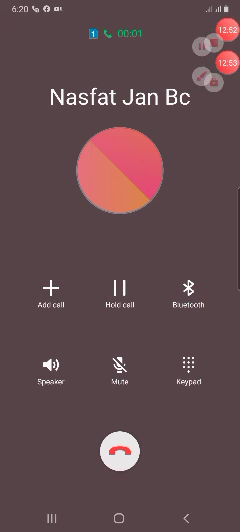 6:20
12:52
1 00:01
12:53
Nasfat Jan Bc
Add call Hold call Bluetooth
Speaker Mute Keypad